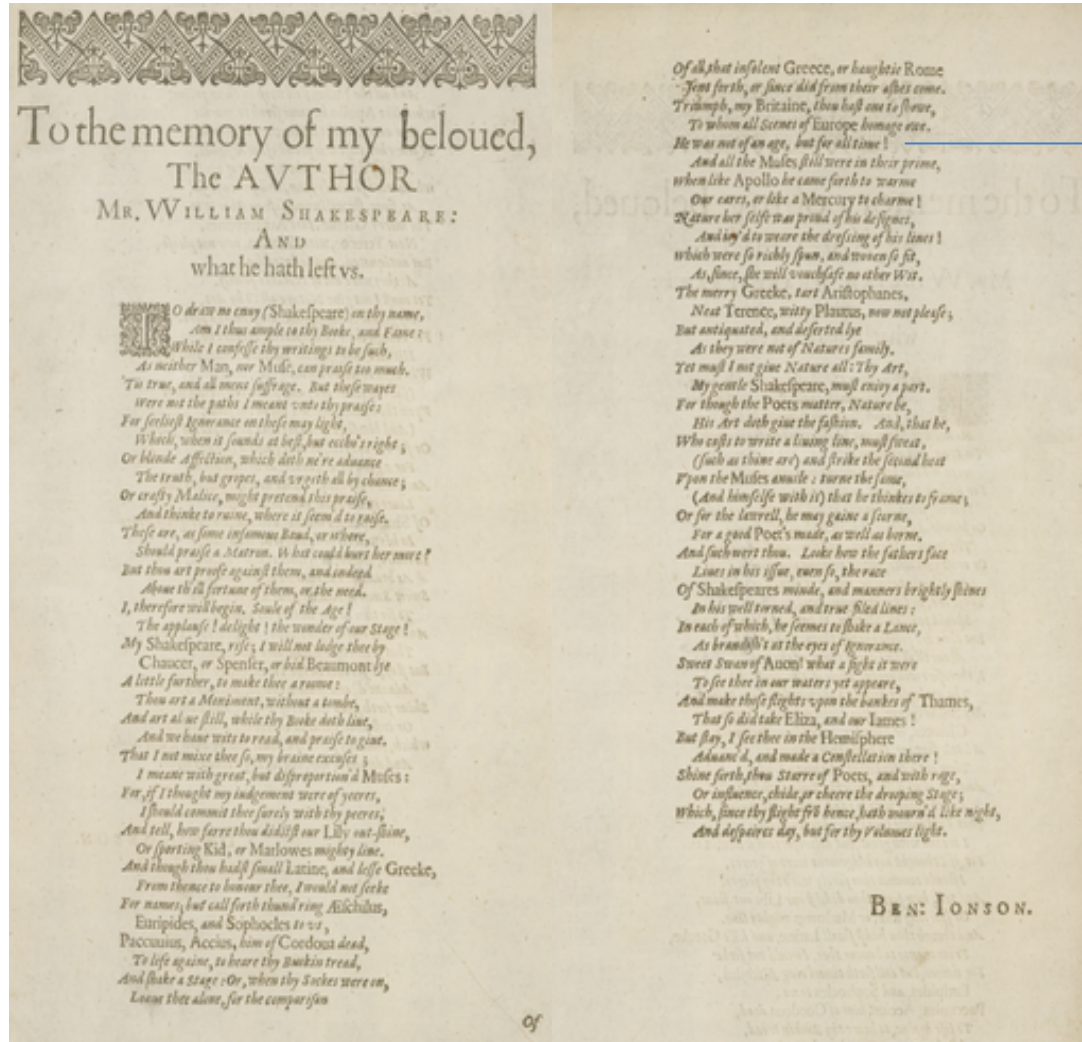 To the memory of my beloued,
The AVTHOR
MR. WILLIAM SHAKESPEARE:
AND
what he hath left vs.
TO draw no enuy (Shakeſpeare) on thy name,
Am I thus ample to thy Booke, and Fame:
While I confeſſe thy writings to be ſuch,
As neither Man, nor Muſe, can praiſe too much.
'Tis true, and all mens ſuffrage. But theſe wayes
Were not the paths I meant vnto thy praiſe:
For ſeelieſt Ignorance on theſe may light,
Which, when it ſounds at beſt, but eccho's right;
Or blinde Affection, which doth ne're aduance
The truth, but gropes, and vrgeth all by chance;
Or crafty Malice, might pretend this praiſe,
And thinke to ruine, where it ſeem'd to raiſe.
Theſe are, as ſome infamous Baud, or whore,
Should praiſe a Matron. What could hurt her more?
But thou art proofe againſt them, and indeed
Aboue th'ill fortune of them, or the need.
I, therefore will begin. Soule of the Age!
The applauſe! delight! the wonder of our Stage!
My Shakeſpeare, riſe; I will not lodge thee by
Chaucer, or Spenſer, or bid Beaumont lye
A little further, to make thee a roome:
Thou art a Moniment, without a tombe,
And art aliue ſtill, while thy Booke doth liue,
And we haue wits to read, and praiſe to giue.
That I not mixe thee ſo, my braine excuſes;
I meane with great, but diſproportion'd Muſes:
For, if I thought my iudgement were of yeeres,
I ſhould commit thee ſurely with thy peeres,
And tell, how farre thou didſtſt our Lily out-ſhine,
Or ſporting Kid, or Marlowes mighty line.
And though thou hadſt ſmall Latine, and leſſe Greeke,
From thence to honour thee, I would not ſeeke
For names; but call forth thund'ring Æſchilus,
Euripides, and Sophocles to vs,
Paccuuius, Accius, him of Cordoua dead,
To life againe, to heare thy Buskin tread,
And ſhake a Stage: Or, when thy Sockes were on,
Leaue thee alone, for the compariſon
Of
Of all, that inſolent Greece, or haughtie Rome
ſent forth, or ſince did from their aſhes come.
Triúmph, my Britaine, thou haſt one to ſhowe,
To whom all Scenes of Europe homage owe.
He was not of an age, but for all time!
And all the Muſes ſtill were in their prime,
when like Apollo he came forth to warme
Our eares, or like a Mercury to charme!
Nature her ſelfe was proud of his deſignes,
And ioy'd to weare the dreſſing of his lines!
which were ſo richly ſpun, and wouen ſo fit,
As, ſince, ſhe will vouchſafe no other Wit.
The merry Greeke, tart Ariſtophanes,
Neat Terence, witty Plautus, now not pleaſe;
But antiquated, and deſerted lye
As they were not of Natures family.
Yet muſt I not giue Nature all: Thy Art,
My gentle Shakeſpeare, muſt enioy a part.
For though the Poets matter, Nature be,
His Art doth giue the faſhion. And, that he,
Who caſts to write a liuing line, muſt ſweat,
(ſuch as thine are) and ſtrike the ſecond heat
Vpon the Muſes anuile: turne the ſame,
(And himſelfe with it) that he thinkes to frame;
Or for the lawrell, he may gaine a ſcorne,
For a good Poet's made, as well as borne.
And ſuch wert thou. Looke how the fathers face
Liues in his iſſue, euen ſo, the race
Of Shakeſpeares minde, and manners brightly ſhines
In his well torned, and true filed lines:
In each of which, he ſeemes to ſhake a Lance,
As brandiſh't at the eyes of Ignorance.
Sweet Swan of Auon! what a ſight it were
To ſee thee in our waters yet appeare,
And make thoſe flights vpon the bankes of Thames,
That ſo did take Eliza, and our Iames!
But ſtay, I ſee thee in the Hemiſphere
Aduanc'd, and made a Conſtellation there!
Shine forth, thou Starre of Poets, and with rage,
Or influence, chide, or cheere the drooping Stage;
Which, ſince thy flight frõ hence, hath mourn'd like night,
And deſpaires day, but for thy Volumes light.
BEN: IONSON.